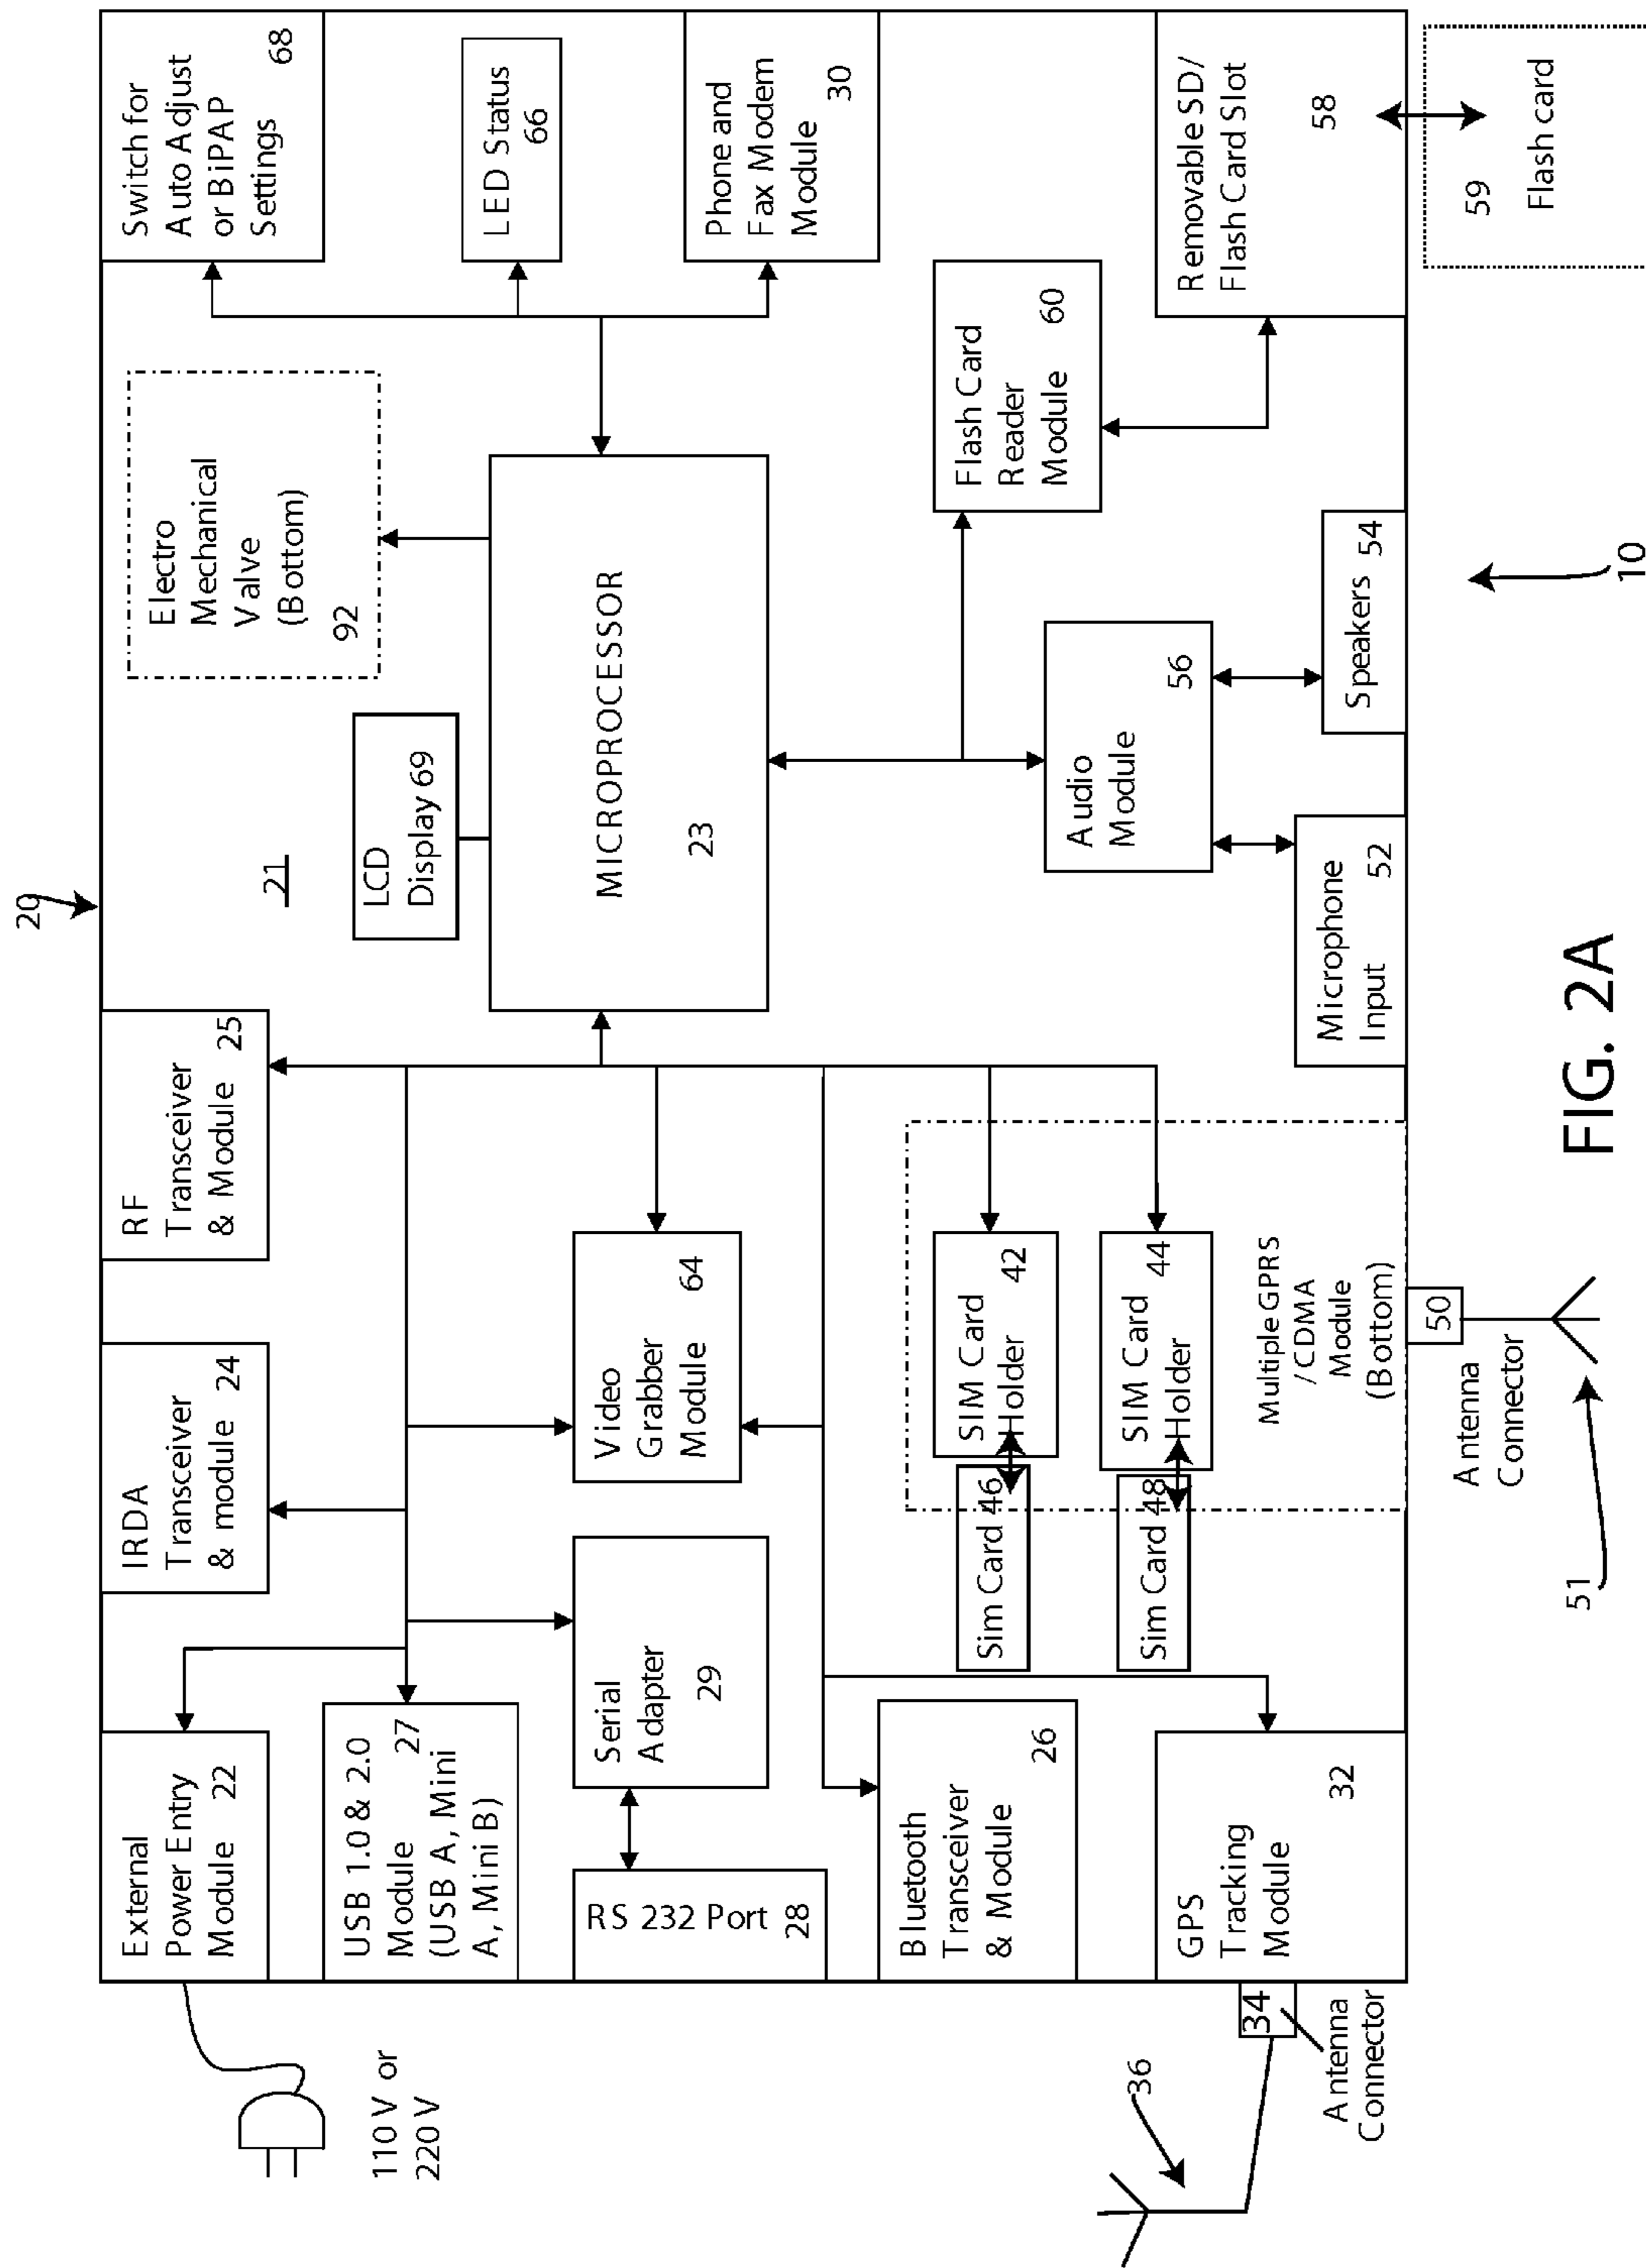 20
21
External
Power Entry
Module 22
IRDA
Transceiver
& module 24
RF
Transceiver
& Module 25
Electro
Mechanical
Valve
(Bottom)
92
Switch for
Auto Adjust
or BiPAP
Settings
68
110 V or
220 V
USB 1.0 & 2.0
Module 27
(USB A, Mini
A, Mini B)
LCD
Display 69
LED Status
66
RS 232 Port
28
Serial
Adapter
29
Video
Grabber
Module 64
MICROPROCESSOR
23
Phone and
Fax Modem
Module
30
Bluetooth
Transceiver
& Module
26
Sim Card 46
SIM Card
Holder 42
Sim Card 48
SIM Card
Holder 44
Multiple GPRS
/CDMA
Module
(Bottom)
Audio
Module
56
Flash Card
Reader
Module 60
36
34
Antenna
Connector
GPS
Tracking
Module
32
Microphone
Input 52
Speakers 54
Removable SD/
Flash Card Slot
58
50
Antenna
Connector
51
10
59
Flash card
FIG. 2A